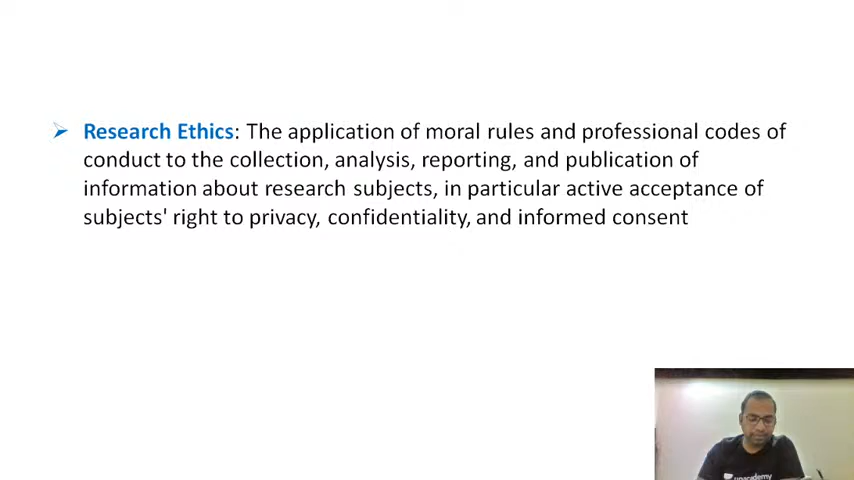 Research Ethics: The application of moral rules and professional codes of
conduct to the collection, analysis, reporting, and publication of
information about research subjects, in particular active acceptance of
subjects' right to privacy, confidentiality, and informed consent
unacademy